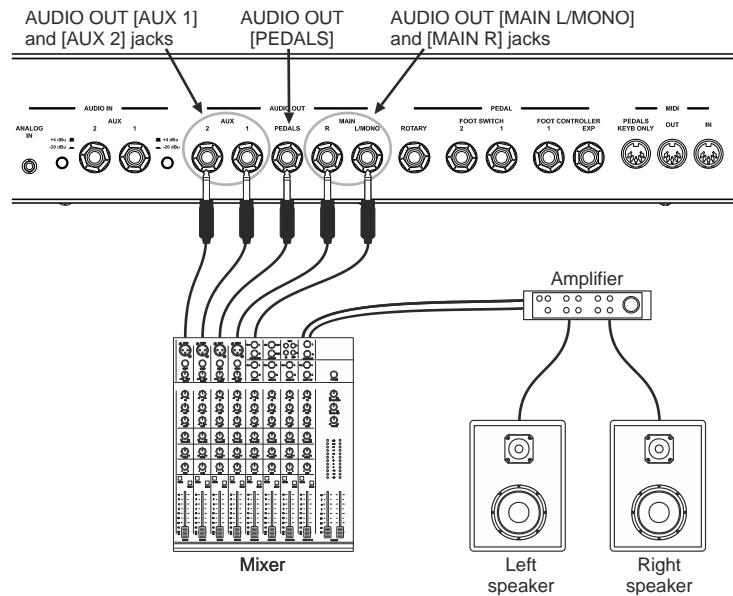 AUDIO OUT [AUX 1]
and [AUX 2] jacks
AUDIO OUT
[PEDALS]
AUDIO OUT [MAIN L/MONO]
and [MAIN R] jacks
AUDIO IN
AUDIO OUT
PEDAL
MIDI
ANALOG
IN
+4 dBu
-20 dBu
AUX
2 1
+4 dBu
-20 dBu
AUX
2 1
PEDALS
MAIN
R L/MONO
ROTARY
FOOT SWITCH
2 1
FOOT CONTROLLER
1 EXP
PEDALS
KEYB ONLY
OUT
IN
Amplifier
Mixer
Left
speaker
Right
speaker